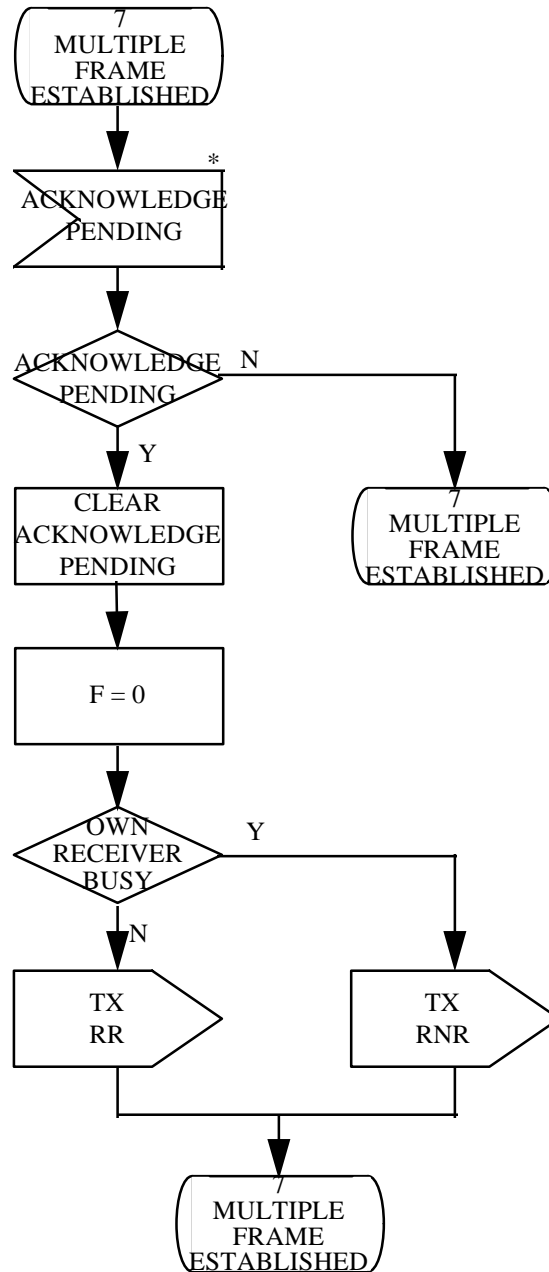 7
MULTIPLE
FRAME
ESTABLISHED
*
ACKNOWLEDGE
PENDING
ACKNOWLEDGE
PENDING
N
Y
CLEAR
ACKNOWLEDGE
PENDING
7
MULTIPLE
FRAME
ESTABLISHED
F = 0
OWN
RECEIVER
BUSY
Y
N
TX
RR
TX
RNR
7
MULTIPLE
FRAME
ESTABLISHED